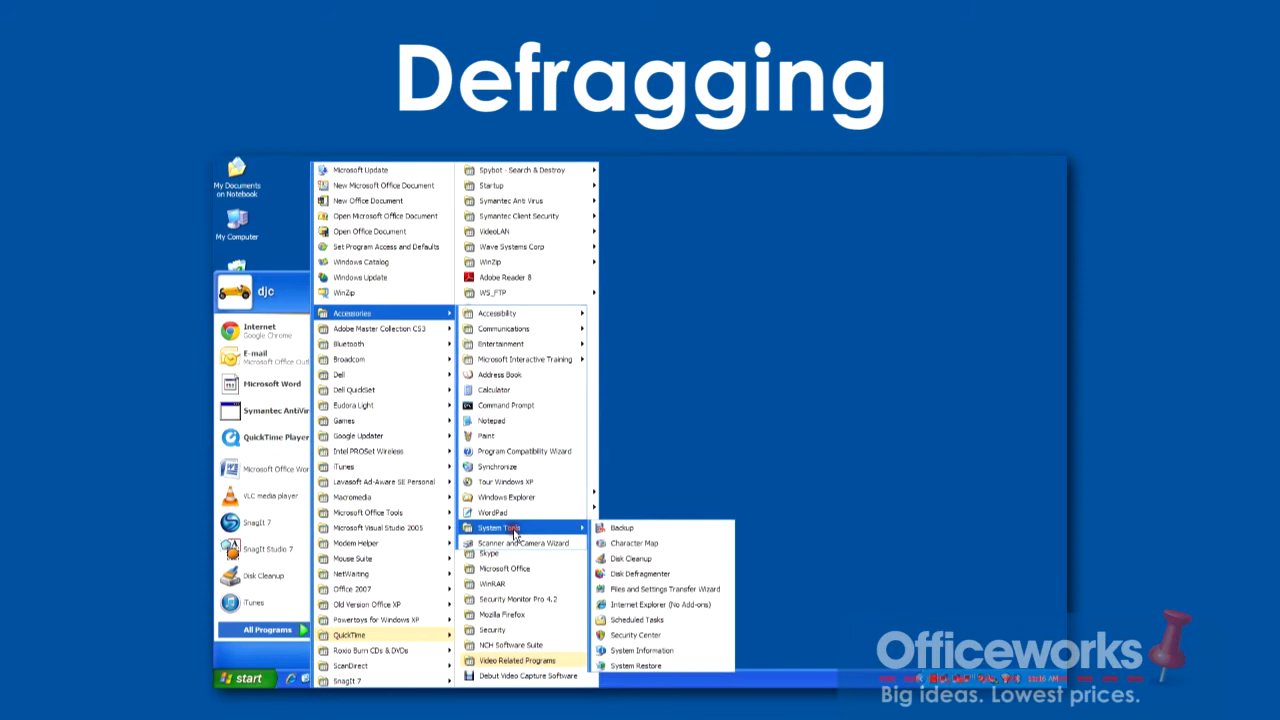 Defragging
My Documents
on Notebook
My Computer
djc
Internet
Google Chrome
E-mail
Microsoft Office Outl
Microsoft Word
Symantec AntiVir
QuickTime Player
Microsoft Office Wor
VLC media player
SnagIt 7
SnagIt Studio 7
Disk Cleanup
iTunes
All Programs
start
Microsoft Update
New Microsoft Office Document
New Office Document
Open Microsoft Office Document
Open Office Document
Set Program Access and Defaults
Windows Catalog
Windows Update
WinZip
Accessories
Adobe Master Collection CS3
Bluetooth
Broadcom
Dell
Dell QuickSet
Eudora Light
Games
Google Updater
Intel PROSet Wireless
iTunes
Lavasoft Ad-Aware SE Personal
Macromedia
Microsoft Office Tools
Microsoft Visual Studio 2005
Modem Helper
Mouse Suite
NetWaiting
Office 2007
Old Version Office XP
Powertoys for Windows XP
QuickTime
Roxio Burn CDs & DVDs
ScanDirect
SnagIt 7
Spybot - Search & Destroy
Startup
Symantec Anti Virus
Symantec Client Security
VideoLAN
Wave Systems Corp
WinZip
Adobe Reader 8
WS_FTP
Accessibility
Communications
Entertainment
Microsoft Interactive Training
Address Book
Calculator
Command Prompt
Notepad
Paint
Program Compatibility Wizard
Synchronize
Tour Windows XP
Windows Explorer
WordPad
System Tools
Scanner and Camera Wizard
Skype
Microsoft Office
WinRAR
Security Monitor Pro 4.2
Mozilla Firefox
Security
NCH Software Suite
Video Related Programs
Debut Video Capture Software
Backup
Character Map
Disk Cleanup
Disk Defragmenter
Files and Settings Transfer Wizard
Internet Explorer (No Add-ons)
Scheduled Tasks
Security Center
System Information
System Restore
Officeworks
11:16 AM
Big ideas. Lowest prices.